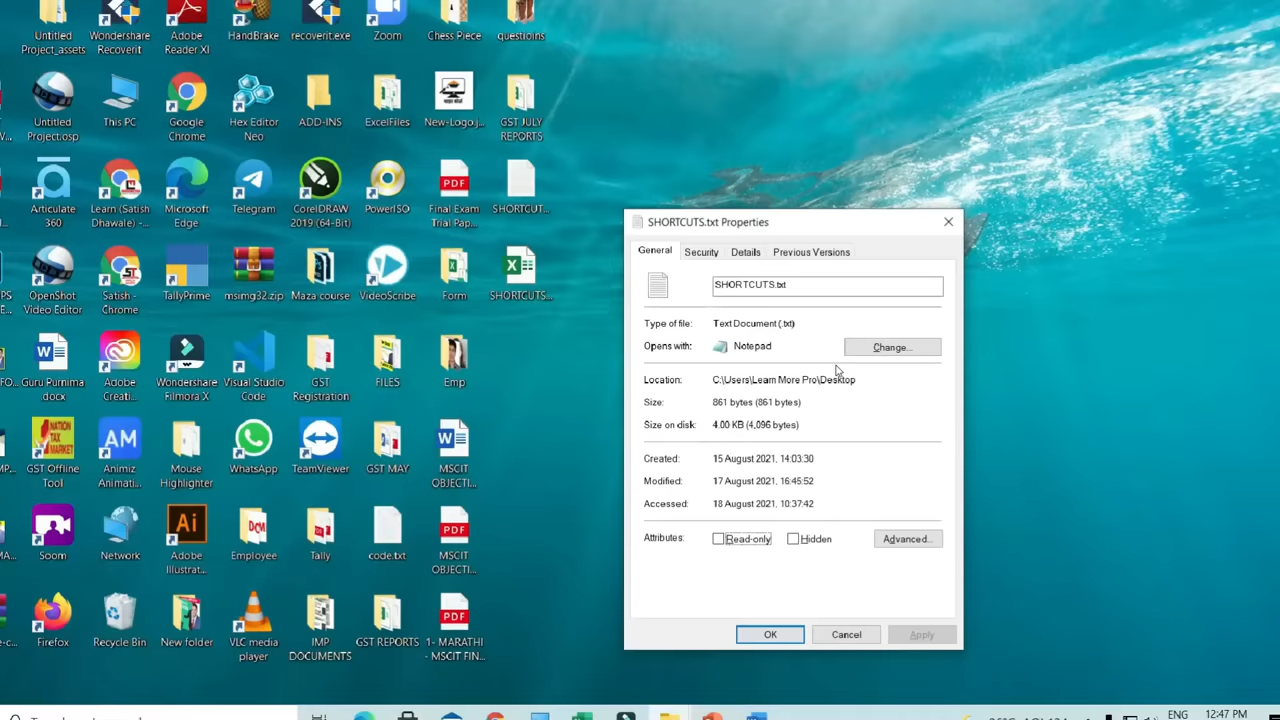 Untitled
Project_assets
Wondershare
Recoverit
Adobe
Reader XI
HandBrake
recoverit.exe
Zoom
Chess Piece
questioins
Untitled
Project.osp
This PC
Google
Chrome
Hex Editor
Neo
ADD-INS
ExcelFiles
New-Logo.j...
GST JULY
REPORTS
Articulate
360
Learn (Satish
Dhawale) -...
Microsoft
Edge
Telegram
CorelDRAW
2019 (64-Bit)
PowerISO
Final Exam
Trial Pap...
SHORTCUT...
OpenShot
Video Editor
Satish -
Chrome
TallyPrime
msimg32.zip
Maza course
VideoScribe
Form
SHORTCUTS...
Guru Purnima
.docx
Adobe
Creative ...
Wondershare
Filmora X
Visual Studio
Code
GST
Registration
FILES
Emp
GST Offline
Tool
Animiz
Animati...
Mouse
Highlighter
WhatsApp
TeamViewer
GST MAY
MSCIT
OBJECTI...
Soom
Network
Adobe
Illustrat...
Employee
Tally
code.txt
MSCIT
OBJECTI...
Firefox
Recycle Bin
New folder
VLC media
player
IMP
DOCUMENTS
GST REPORTS
1- MARATHI
- MSCIT FIN...
SHORTCUTS.txt Properties
General Security Details Previous Versions
SHORTCUTS.txt
Type of file: Text Document (.txt)
Opens with: Notepad Change...
Location: C:\Users\Learn More Pro\Desktop
Size: 861 bytes (861 bytes)
Size on disk: 4.00 KB (4,096 bytes)
Created: 15 August 2021, 14:03:30
Modified: 17 August 2021, 16:45:52
Accessed: 18 August 2021, 10:37:42
Attributes: Read-only Hidden Advanced...
OK Cancel Apply
ENG 12:47 PM